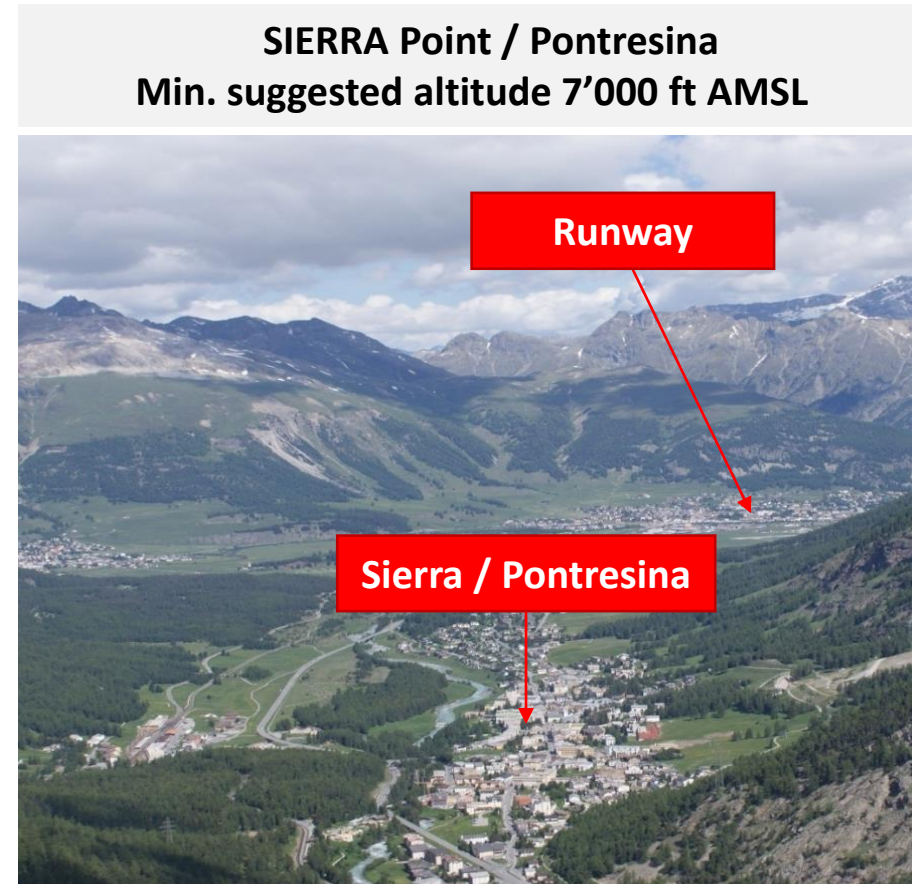 SIERRA Point / Pontresina
Min. suggested altitude 7’000 ft AMSL
Runway
Sierra / Pontresina